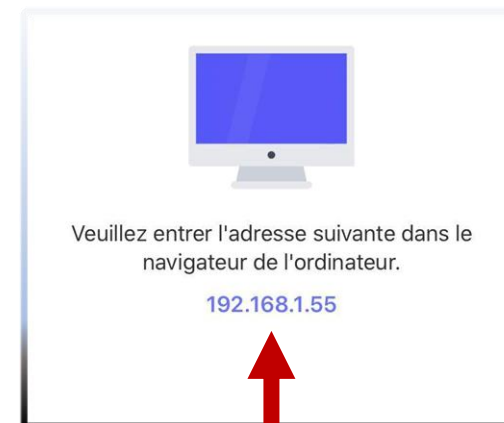 Veuillez entrer l'adresse suivante dans le
navigateur de l'ordinateur.
192.168.1.55